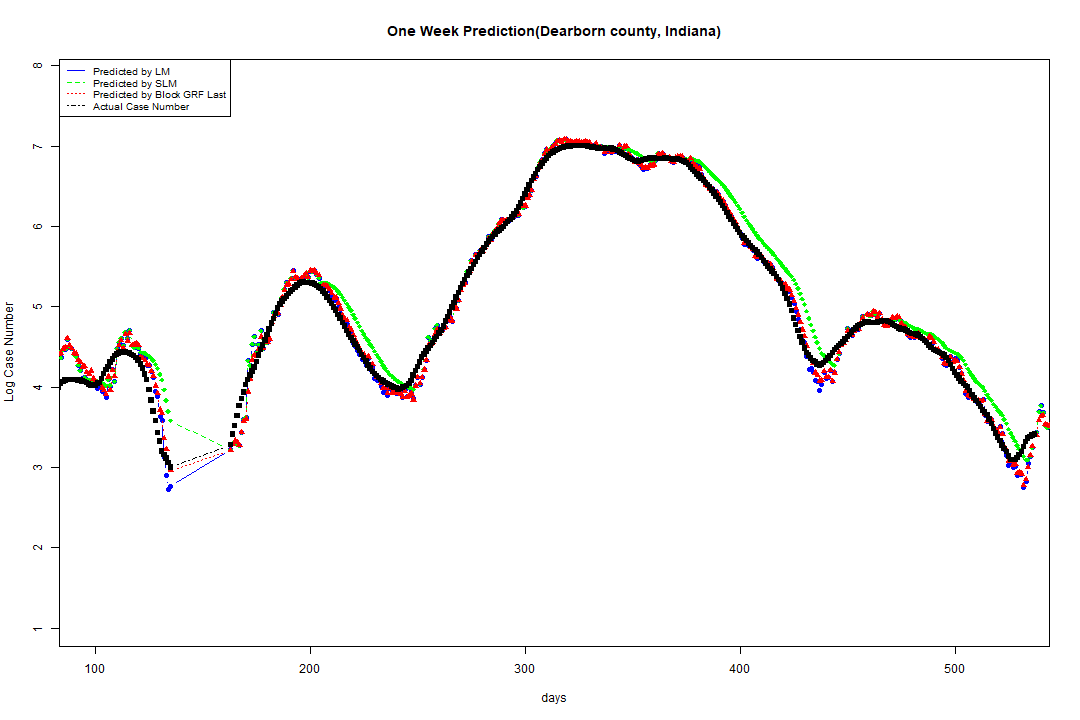 One Week Prediction(Dearborn county, Indiana)
Predicted by LM
Predicted by SLM
Predicted by Block GRF Last
Actual Case Number
8
7
6
5
4
3
2
1
Log Case Number
100 200 300 400 500
days